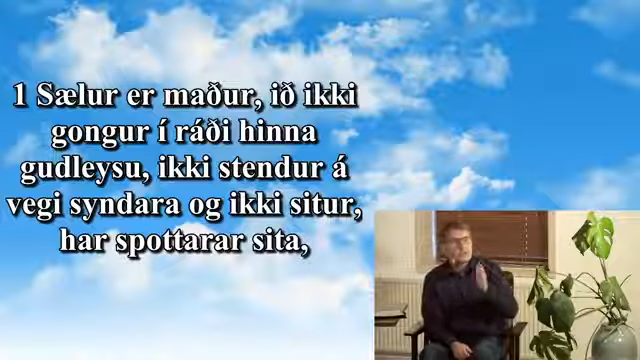 1 Sælur er maður, ið ikki
gongur í ráði hinna
gudleysu, ikki stendur á
vegi syndara og ikki situr,
har spottarar sita,